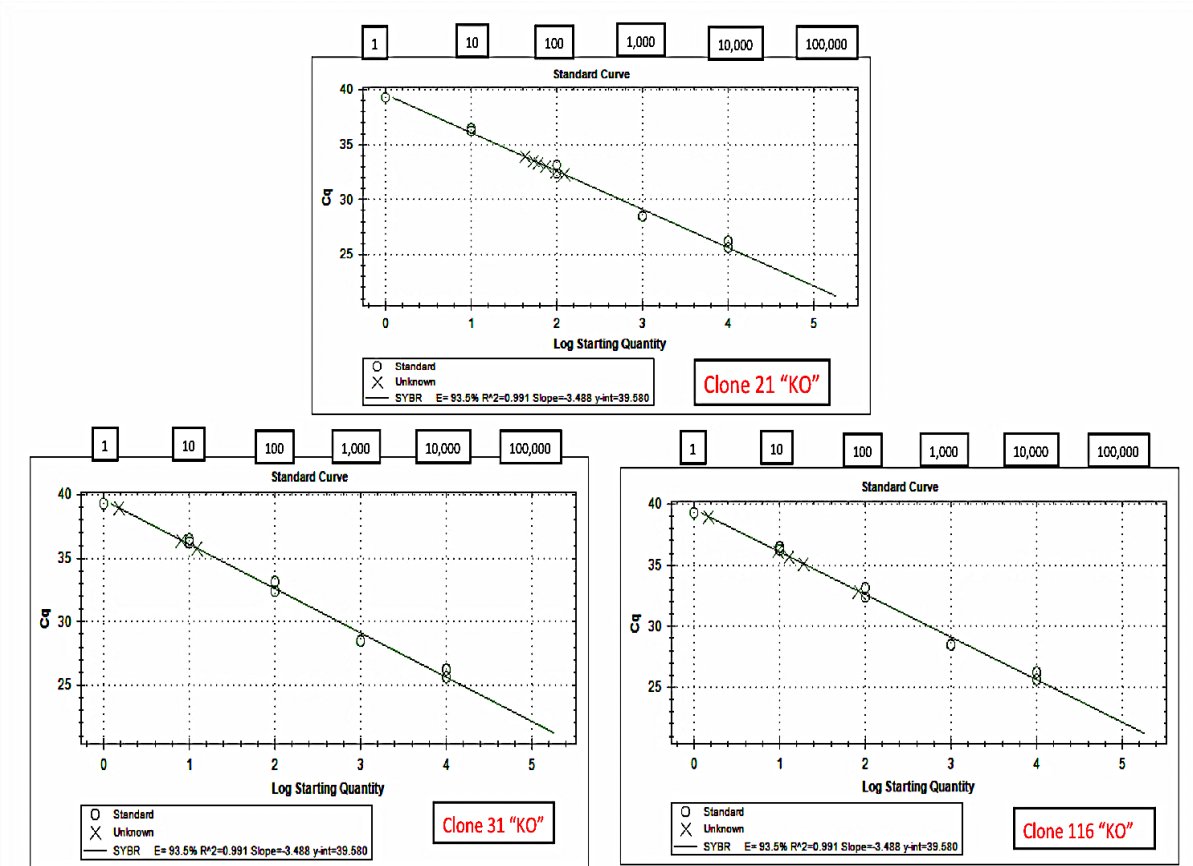 1 10 100 1,000 10,000 100,000
Standard Curve
40
35
30
25
Cq
0 1 2 3 4 5
Log Starting Quantity
Standard
Unknown
SYBR E= 93.5% R^2=0.991 Slope=-3.488 y-int=39.580
Clone 21 “KO”
1 10 100 1,000 10,000 100,000
Standard Curve
40
35
30
25
Cq
0 1 2 3 4 5
Log Starting Quantity
Standard
Unknown
SYBR E= 93.5% R^2=0.991 Slope=-3.488 y-int=39.580
Clone 31 “KO”
1 10 100 1,000 10,000 100,000
Standard Curve
40
35
30
25
Cq
0 1 2 3 4 5
Log Starting Quantity
Standard
Unknown
SYBR E= 93.5% R^2=0.991 Slope=-3.488 y-int=39.580
Clone 116 “KO”